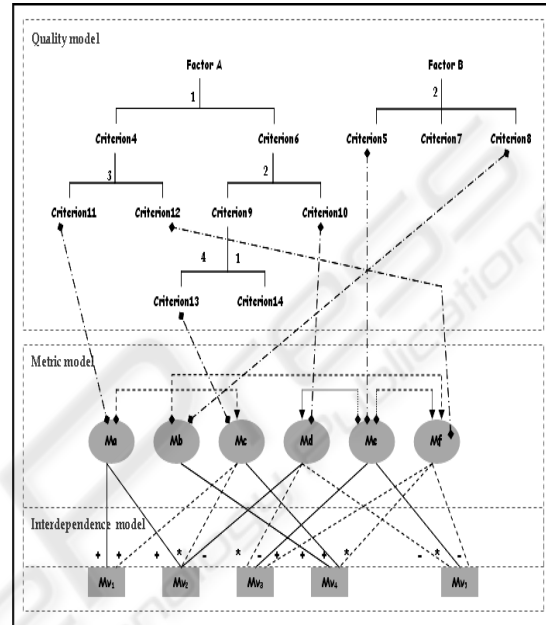 Quality model
Factor A Factor B
1 2
Criterion4 Criterion6 Criterion5 Criterion7 Criterion8
3 2
Criterion11 Criterion12 Criterion9 Criterion10
4 1
Criterion13 Criterion14
Metric model
Ma Mb Mc Md Me Mf
Interdependence model
+ + + * - * - + + + * - * -
Mv1 Mv2 Mv3 Mv4